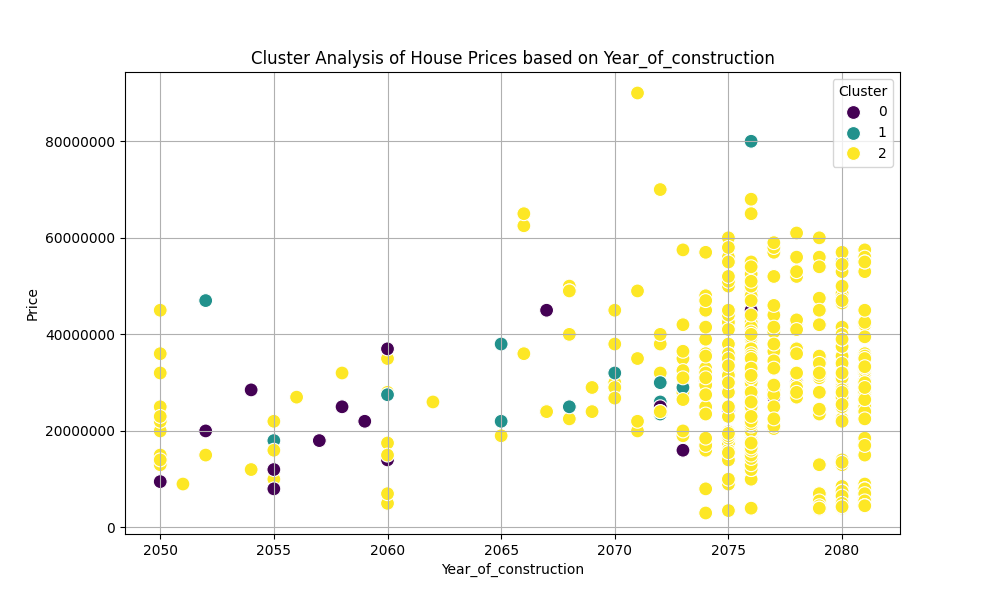 Cluster Analysis of House Prices based on Year_of_construction
Cluster
0
1
2
Price
80000000
60000000
40000000
20000000
0
2050 2055 2060 2065 2070 2075 2080
Year_of_construction